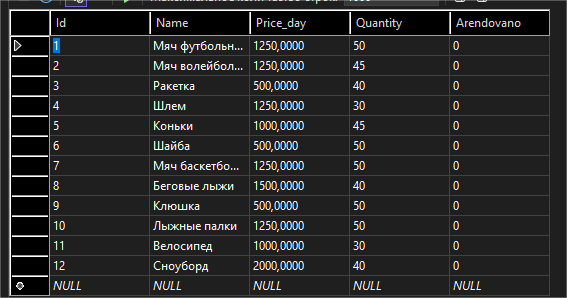 Id Name Price_day Quantity Arendovano
1 Мяч футбольн... 1250,0000 50 0
2 Мяч волейбол... 1250,0000 45 0
3 Ракетка 500,0000 40 0
4 Шлем 1250,0000 30 0
5 Коньки 1000,0000 45 0
6 Шайба 500,0000 50 0
7 Мяч баскетбо... 1250,0000 50 0
8 Беговые лыжи 1500,0000 40 0
9 Клюшка 500,0000 50 0
10 Лыжные палки 1250,0000 50 0
11 Велосипед 1000,0000 30 0
12 Сноуборд 2000,0000 40 0
NULL NULL NULL NULL NULL